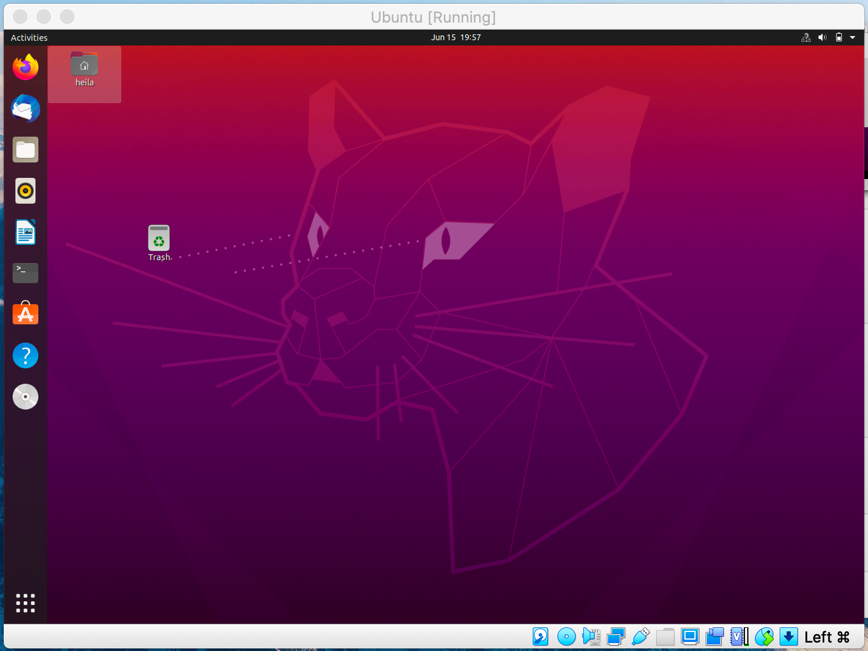 Ubuntu [Running]
Activities
Jun 15 19:57
heila
Trash
>_
?
V
Left ⌘